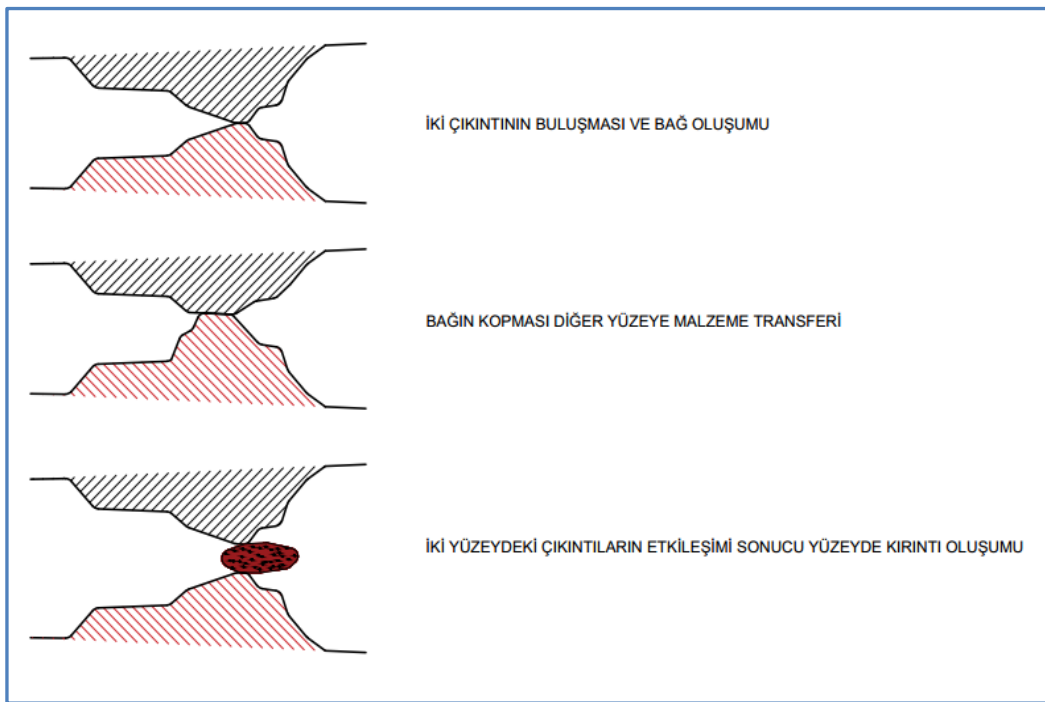 İKİ ÇIKINTININ BULUŞMASI VE BAĞ OLUŞUMU
BAĞIN KOPMASI DİĞER YÜZEYE MALZEME TRANSFERİ
İKİ YÜZEYDEKİ ÇIKINTILARIN ETKİLEŞİMİ SONUCU YÜZEYDE KIRINTI OLUŞUMU